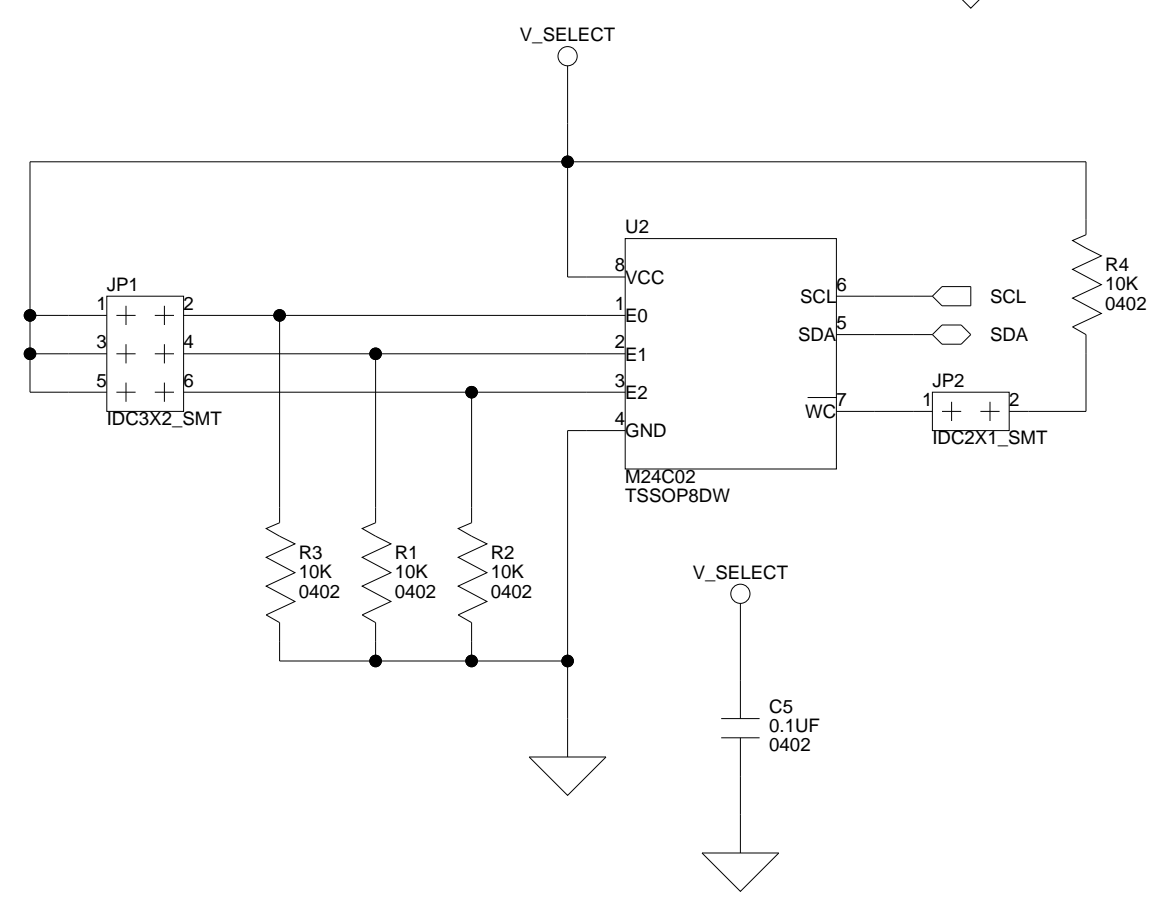 V_SELECT
U2
8
VCC
1
E0
2
E1
3
E2
4
GND
SCL
6
SCL
SDA
5
SDA
WC
7
M24C02
TSSOP8DW
JP1
1
2
3
4
5
6
IDC3X2_SMT
R4
10K
0402
JP2
1
2
IDC2X1_SMT
R3
10K
0402
R1
10K
0402
R2
10K
0402
V_SELECT
C5
0.1UF
0402